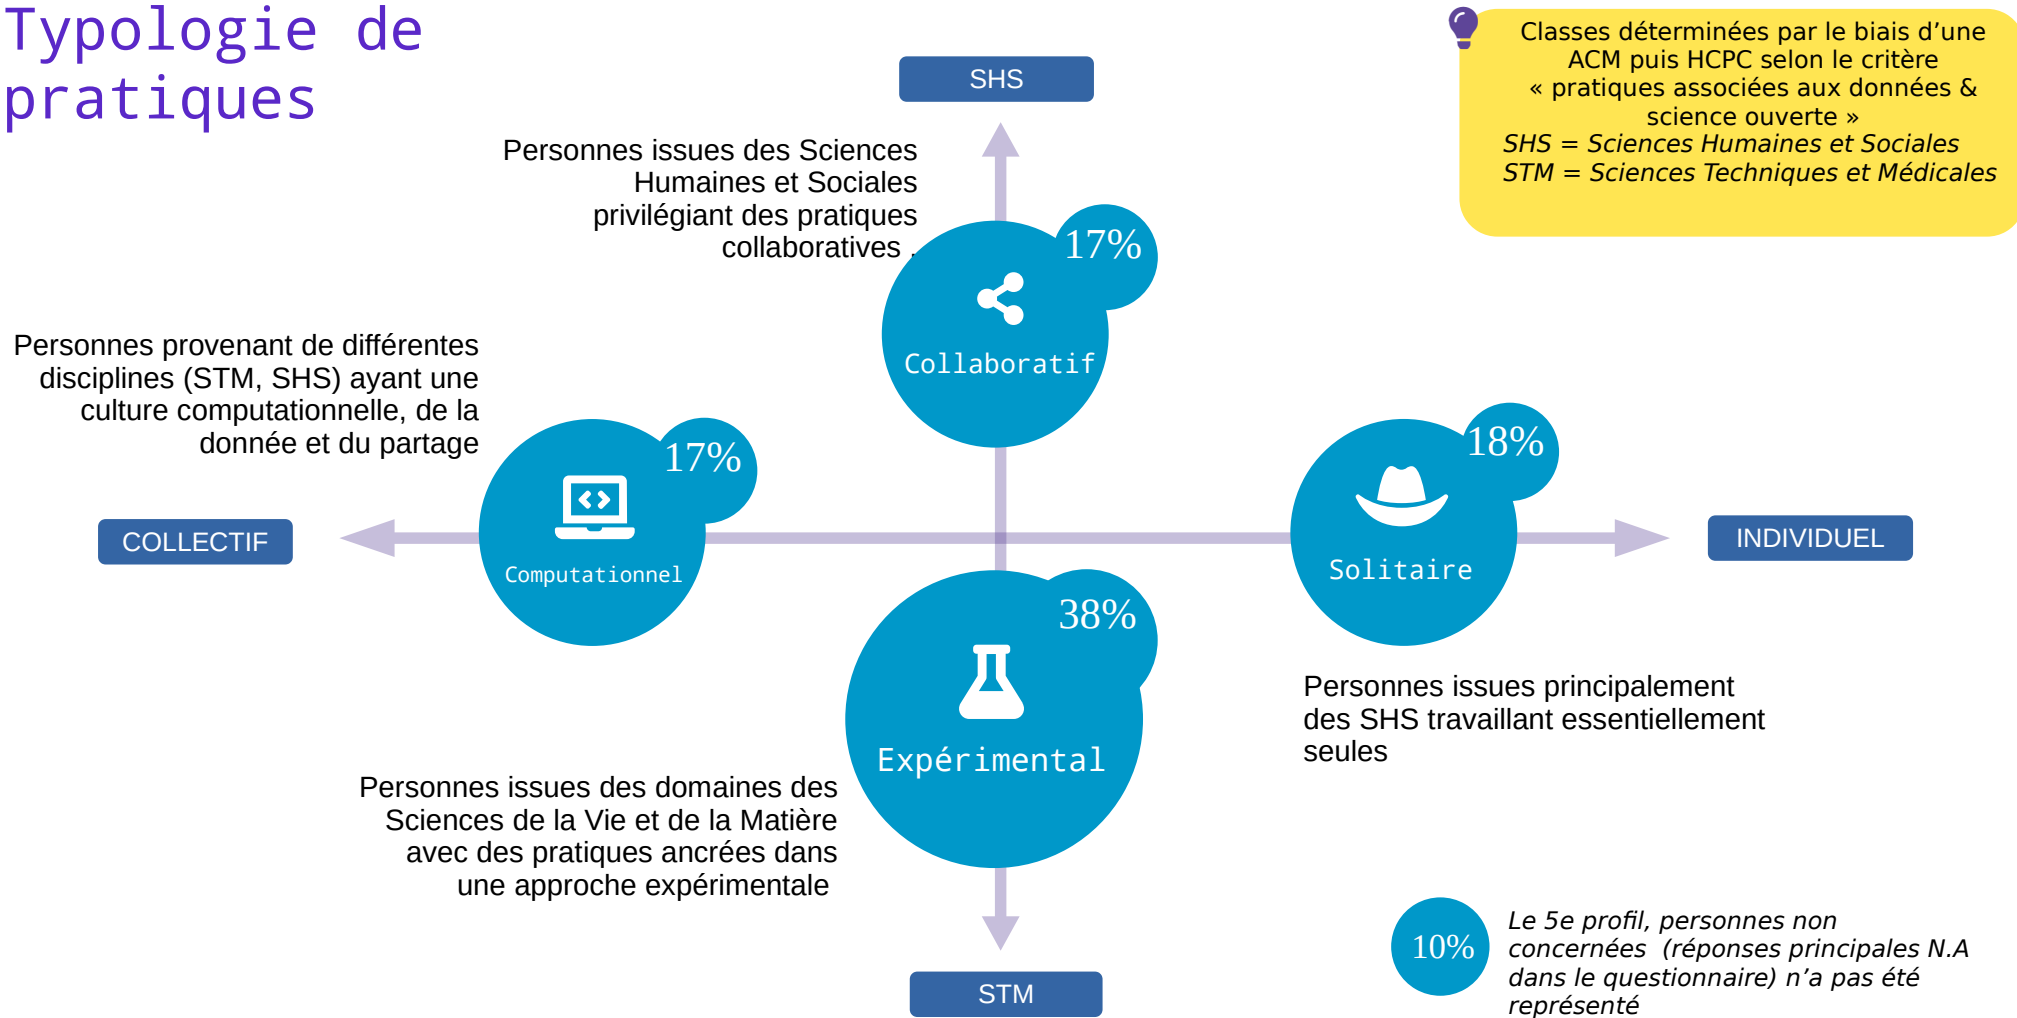 Typologie de
pratiques
Classes déterminées par le biais d’une
ACM puis HCPC selon le critère
« pratiques associées aux données &
science ouverte »
SHS = Sciences Humaines et Sociales
STM = Sciences Techniques et Médicales
SHS
Personnes issues des Sciences
Humaines et Sociales
privilégiant des pratiques
collaboratives .
17%
Collaboratif
Personnes provenant de différentes
disciplines (STM, SHS) ayant une
culture computationnelle, de la
donnée et du partage
17%
Computationnel
18%
Solitaire
COLLECTIF
INDIVIDUEL
38%
Expérimental
Personnes issues principalement
des SHS travaillant essentiellement
seules
Personnes issues des domaines des
Sciences de la Vie et de la Matière
avec des pratiques ancrées dans
une approche expérimentale
STM
10%
Le 5e profil, personnes non
concernées  (réponses principales N.A
dans le questionnaire) n’a pas été
représenté